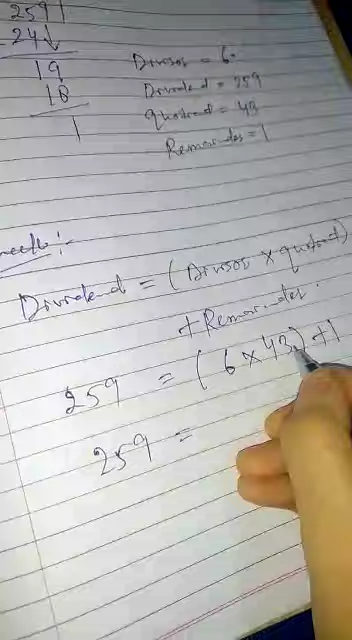 259
24↓
19
18
1
Divisor = 6
Dividend = 259
quotient = 43
Remainder = 1
Dividend = (Divisor × quotient)
+ Remainder.
259 = (6 × 43) + 1
259 =